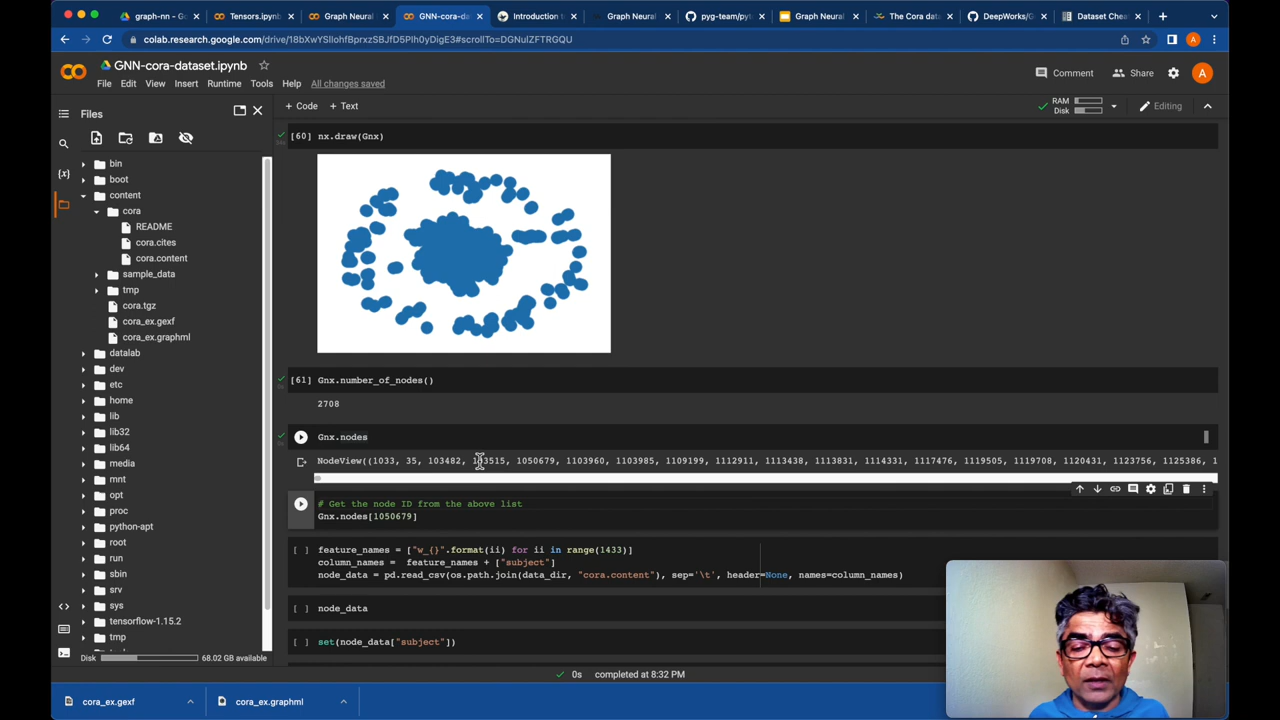 graph-nn - Go
Tensors.ipynb
Graph Neural
GNN-cora-dat
Introduction to
Graph Neural
pyg-team/pyt
Graph Neural
The Cora data
DeepWorks/G
Dataset Chea
colab.research.google.com/drive/18bXwYSIlohfBprxzSBJfD5Plh0yDigE3#scrollTo=DGNuIZFTRGQU
GNN-cora-dataset.ipynb
Comment
Share
A
File Edit View Insert Runtime Tools Help All changes saved
Files
+ Code + Text
RAM
Disk
Editing
bin
boot
content
cora
README
cora.cites
cora.content
sample_data
tmp
cora.tgz
cora_ex.gexf
cora_ex.graphml
datalab
dev
etc
home
lib
lib32
lib64
media
mnt
opt
proc
python-apt
root
run
sbin
srv
sys
tensorflow-1.15.2
tmp
Disk 68.02 GB available
[60] nx.draw(Gnx)
[61] Gnx.number_of_nodes()
2708
Gnx.nodes
NodeView((1033, 35, 103482, 103515, 1050679, 1103960, 1103985, 1109199, 1112911, 1113438, 1113831, 1114331, 1117476, 1119505, 1119708, 1120431, 1123756, 1125386, 1
# Get the node ID from the above list
Gnx.nodes[1050679]
[ ] feature_names = ["w_{}".format(ii) for ii in range(1433)]
column_names = feature_names + ["subject"]
node_data = pd.read_csv(os.path.join(data_dir, "cora.content"), sep='\t', header=None, names=column_names)
[ ] node_data
[ ] set(node_data["subject"])
0s completed at 8:32 PM
cora_ex.gexf
cora_ex.graphml